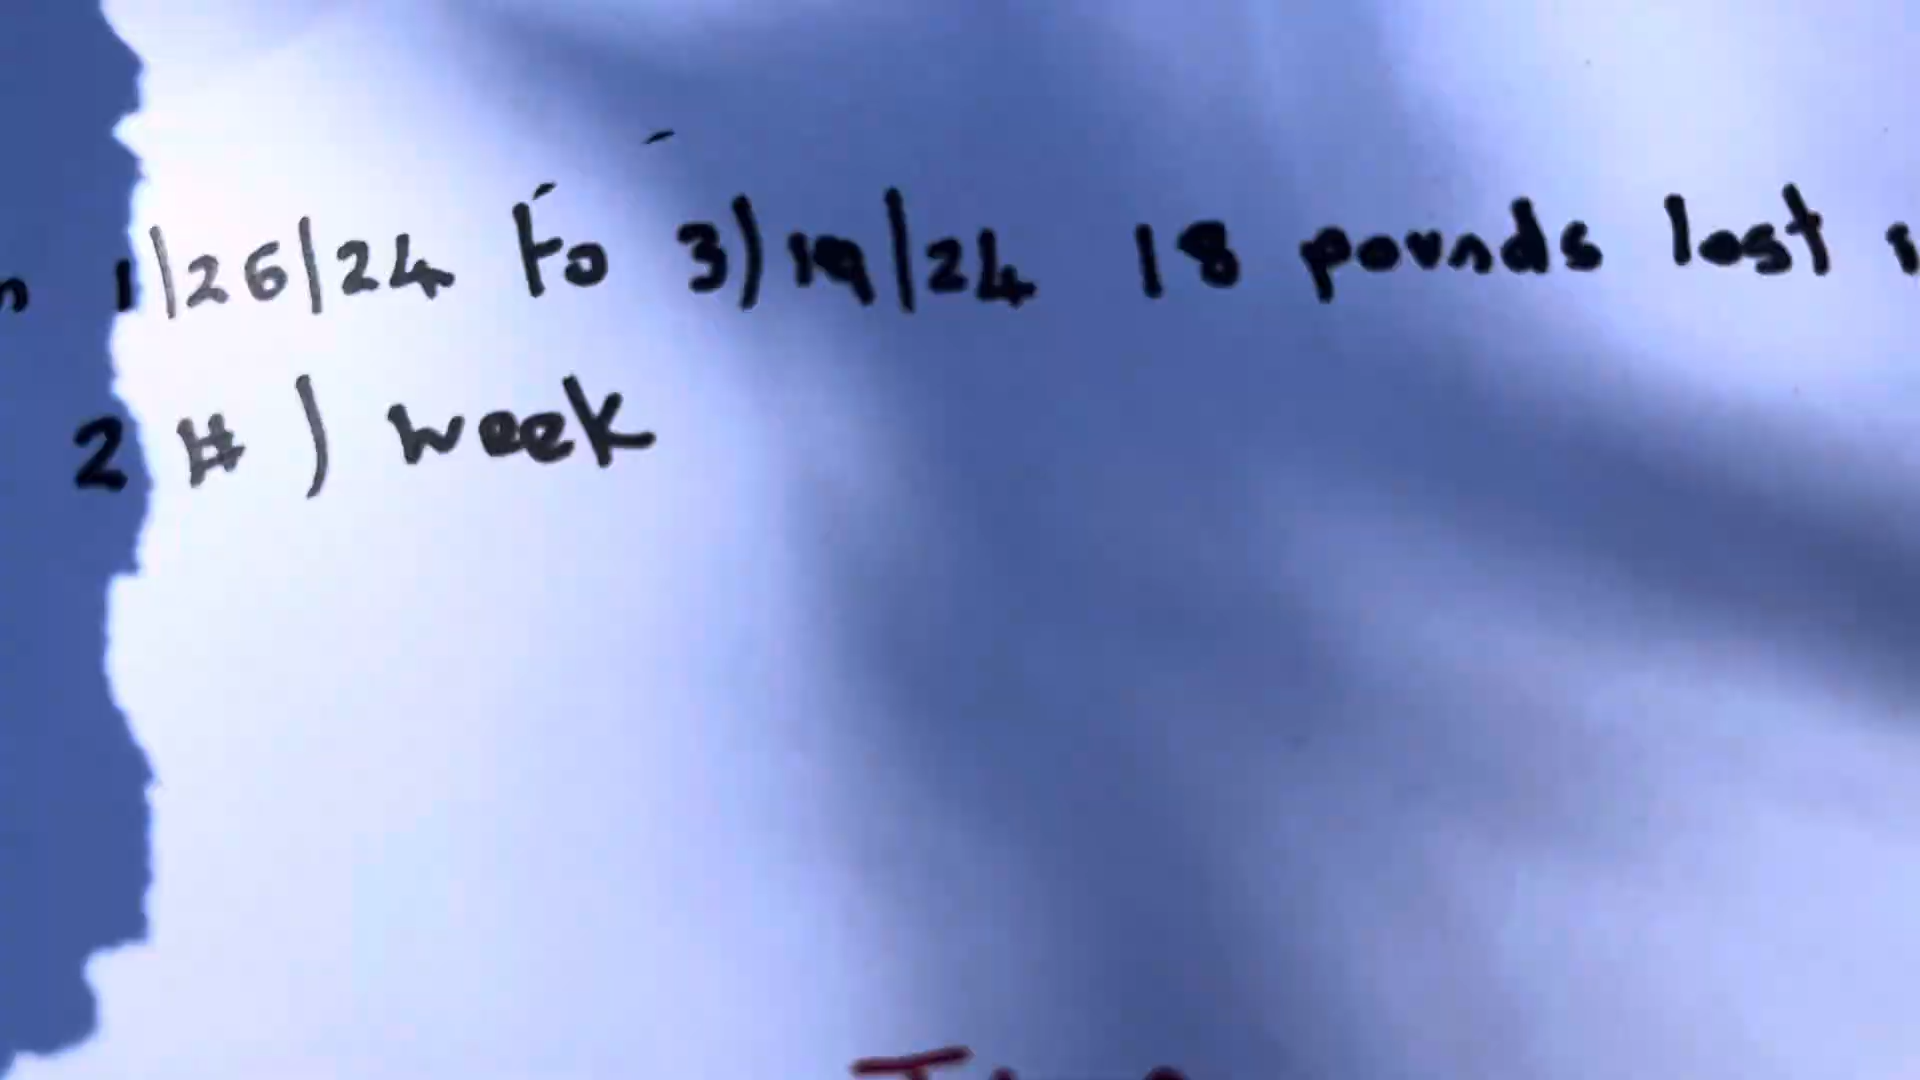 1/26/24 to 3/19/24 18 pounds lost
2 # / week